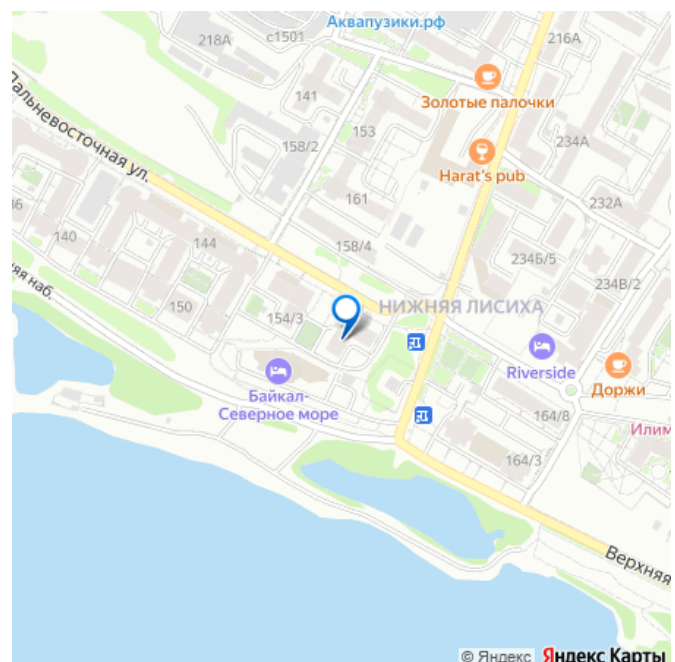 Аквапузики.рф
218А
с1501
216А
141
Золотые палочки
Дальневосточная ул.
153
158/2
234А
Harat's pub
161
232А
140
144
158/4
234Б/5
няя наб.
234В/2
150
154/3
НИЖНЯЯ ЛИСИХА
Riverside
Байкал-
Северное море
Доржи
164/8
Илим
164/3
Верхняя
© Яндекс Яндекс Карты